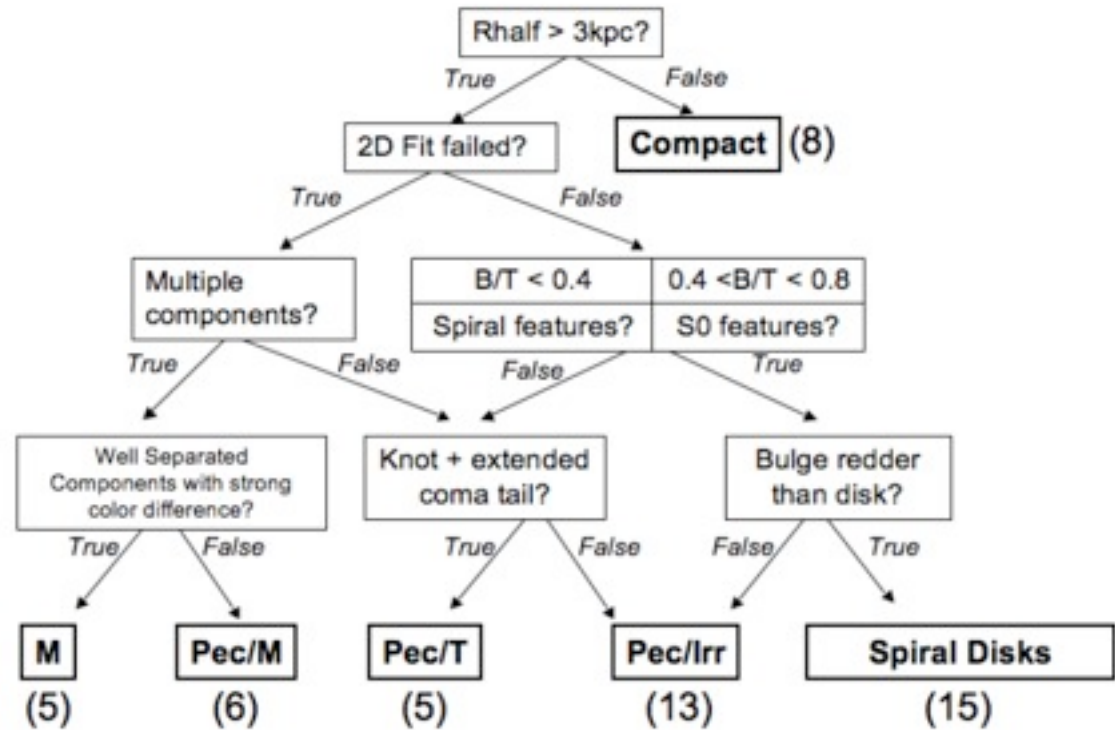 Rhalf > 3kpc?
True
False
2D Fit failed?
Compact (8)
True
False
Multiple
components?
B/T < 0.4
0.4 <B/T < 0.8
Spiral features?
S0 features?
True
False
False
True
Well Separated
Components with strong
color difference?
Knot + extended
coma tail?
Bulge redder
than disk?
True
False
True
False
False
True
M
Pec/M
Pec/T
Pec/Irr
Spiral Disks
(5)
(6)
(5)
(13)
(15)